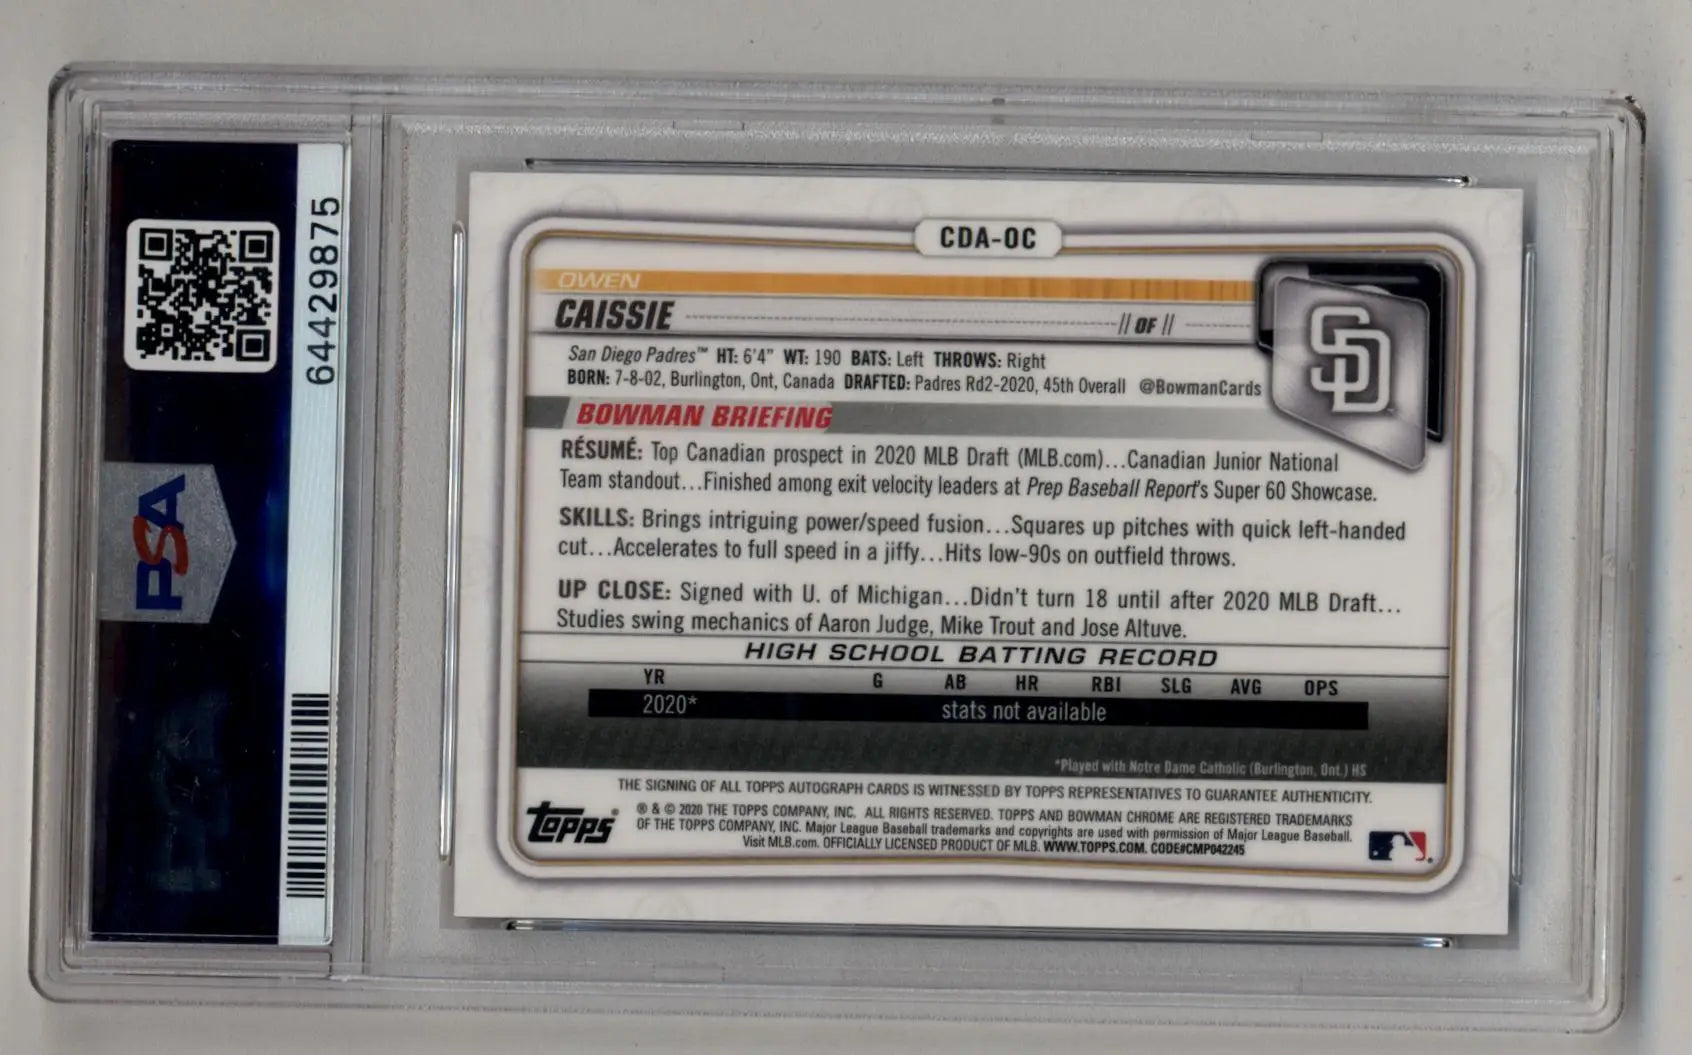 64429875
PSA
CDA-OC
OWEN
CAISSIE
// OF //
San Diego Padres™ HT: 6'4" WT: 190 BATS: Left THROWS: Right
BORN: 7-8-02, Burlington, Ont, Canada DRAFTED: Padres Rd2-2020, 45th Overall @BowmanCards
SD
BOWMAN BRIEFING
RÉSUMÉ: Top Canadian prospect in 2020 MLB Draft (MLB.com)...Canadian Junior National
Team standout...Finished among exit velocity leaders at Prep Baseball Report's Super 60 Showcase.
SKILLS: Brings intriguing power/speed fusion...Squares up pitches with quick left-handed
cut...Accelerates to full speed in a jiffy...Hits low-90s on outfield throws.
UP CLOSE: Signed with U. of Michigan...Didn't turn 18 until after 2020 MLB Draft...
Studies swing mechanics of Aaron Judge, Mike Trout and Jose Altuve.
HIGH SCHOOL BATTING RECORD
YR G AB HR RBI SLG AVG OPS
2020* stats not available
*Played with Notre Dame Catholic (Burlington, Ont.) HS
THE SIGNING OF ALL TOPPS AUTOGRAPH CARDS IS WITNESSED BY TOPPS REPRESENTATIVES TO GUARANTEE AUTHENTICITY.
Topps®
® & © 2020 THE TOPPS COMPANY, INC. ALL RIGHTS RESERVED. TOPPS AND BOWMAN CHROME ARE REGISTERED TRADEMARKS
OF THE TOPPS COMPANY, INC. Major League Baseball trademarks and copyrights are used with permission of Major League Baseball.
Visit MLB.com. OFFICIALLY LICENSED PRODUCT OF MLB. WWW.TOPPS.COM. CODE#CMP042245